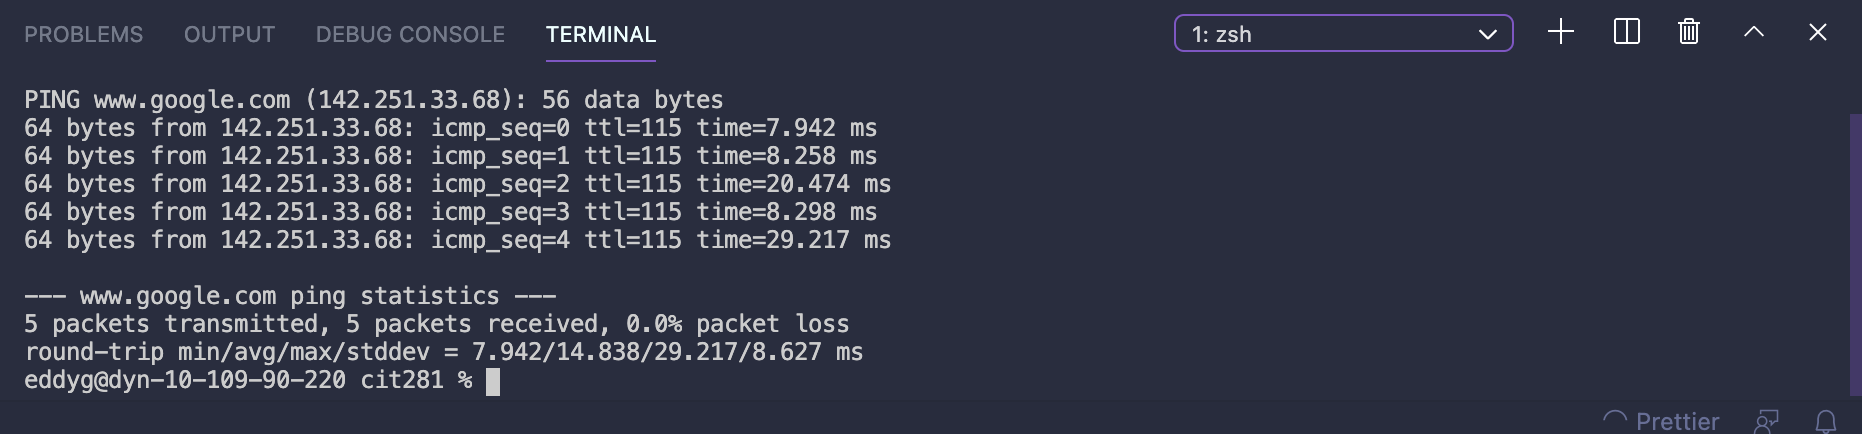 PROBLEMS OUTPUT DEBUG CONSOLE TERMINAL 1: zsh
PING www.google.com (142.251.33.68): 56 data bytes
64 bytes from 142.251.33.68: icmp_seq=0 ttl=115 time=7.942 ms
64 bytes from 142.251.33.68: icmp_seq=1 ttl=115 time=8.258 ms
64 bytes from 142.251.33.68: icmp_seq=2 ttl=115 time=20.474 ms
64 bytes from 142.251.33.68: icmp_seq=3 ttl=115 time=8.298 ms
64 bytes from 142.251.33.68: icmp_seq=4 ttl=115 time=29.217 ms
--- www.google.com ping statistics ---
5 packets transmitted, 5 packets received, 0.0% packet loss
round-trip min/avg/max/stddev = 7.942/14.838/29.217/8.627 ms
eddyg@dyn-10-109-90-220 cit281 %
Prettier